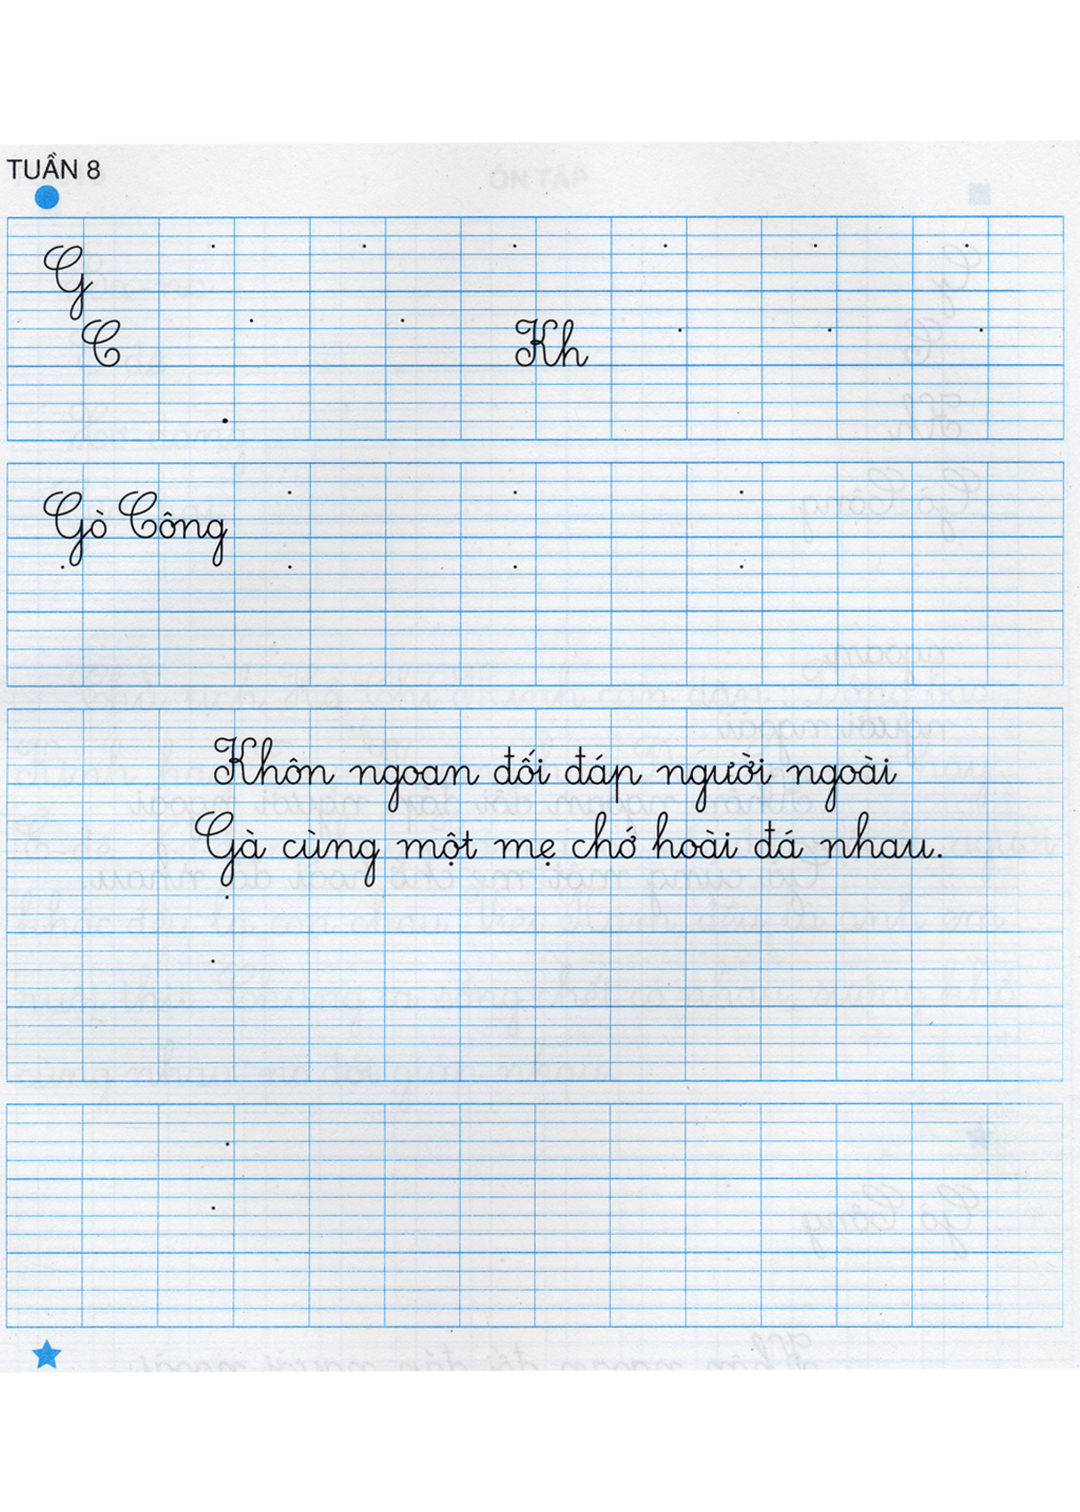 TUẦN 8
G
C Kh
Gò Công
Khôn ngoan đối đáp người ngoài
Gà cùng một mẹ chớ hoài đá nhau.